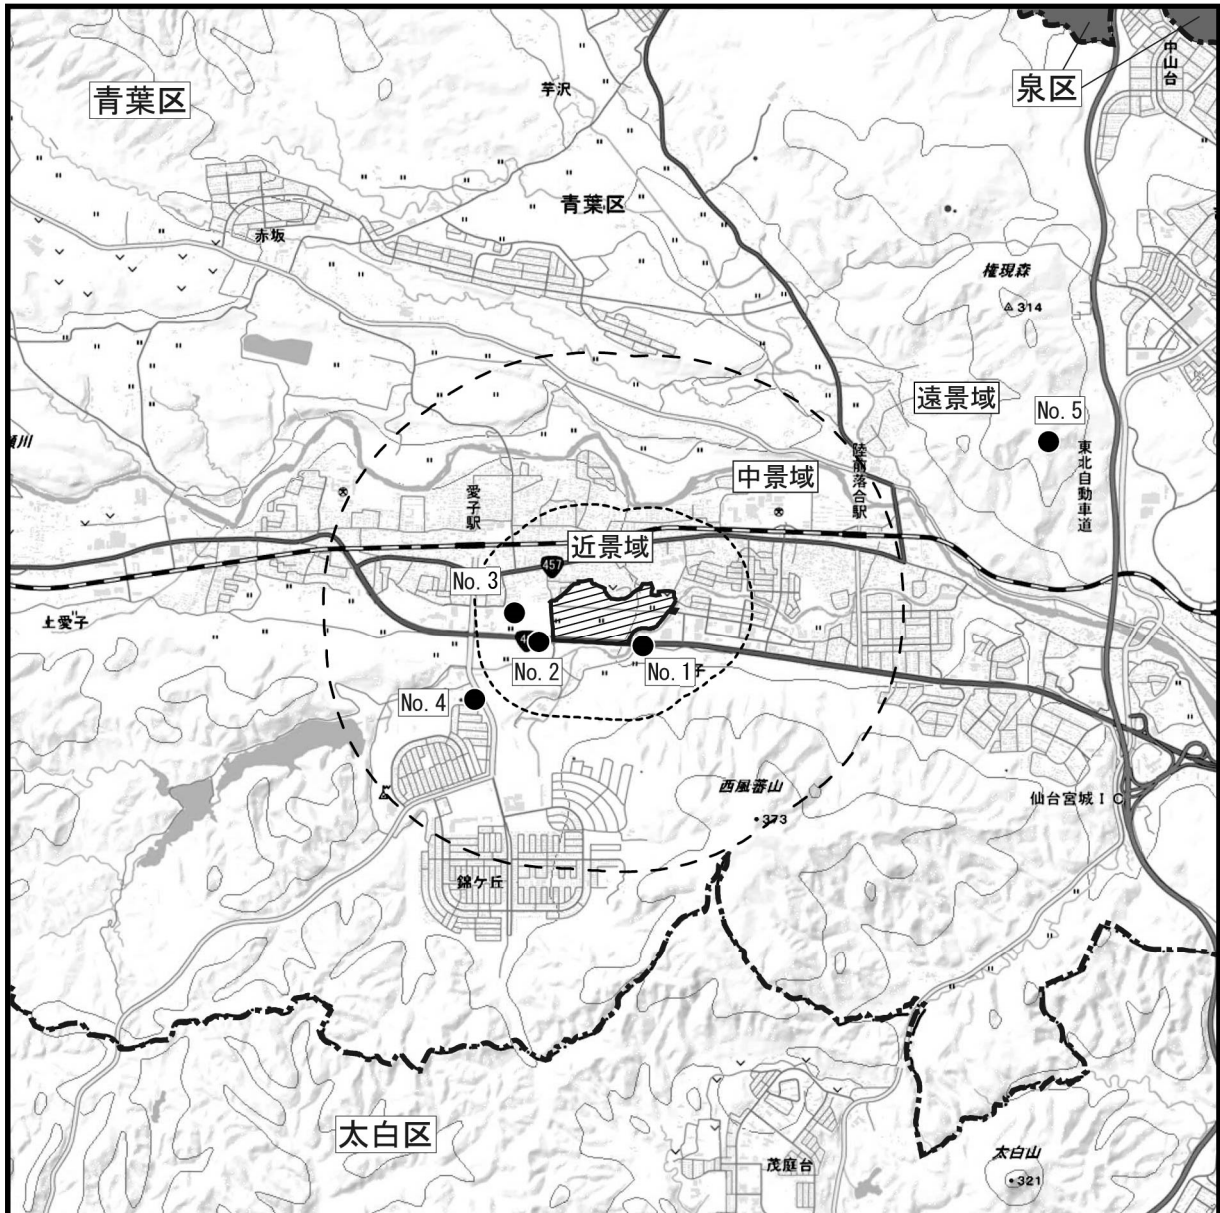 泉区
中山台
青葉区
芋沢
青葉区
赤坂
権現森
314
遠景域
No.5
東北自動車道
陸前落合駅
中景域
愛子駅
近景域
457
No.3
上愛子
No.2
No.1
子
No.4
西風蕃山
373
仙台宮城IC
錦ケ丘
太白区
茂庭台
太白山
321